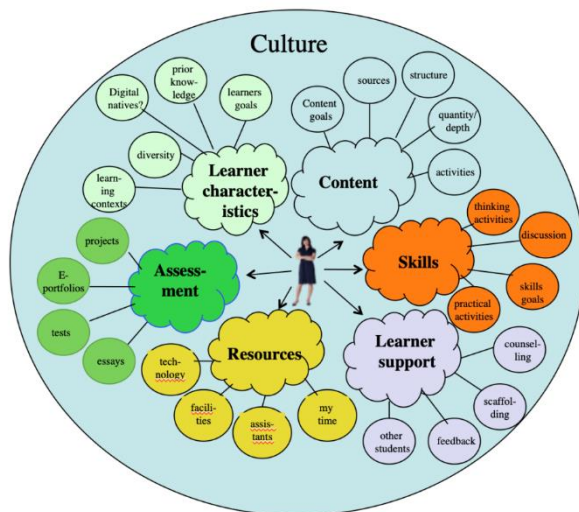 Culture
prior
know-
ledge
learners
goals
Digital
natives?
diversity
learn-
ing
contexts
Learner
character-
istics
Content
goals
sources
structure
quantity/
depth
activities
Content
thinking
activities
discussion
skills
goals
practical
activities
Skills
Assess-
ment
projects
E-
portfolios
tests
essays
Resources
tech-
nology
facili-
ties
assis-
tants
my
time
Learner
support
counsel-
ling
scaffol-
ding
feedback
other
students